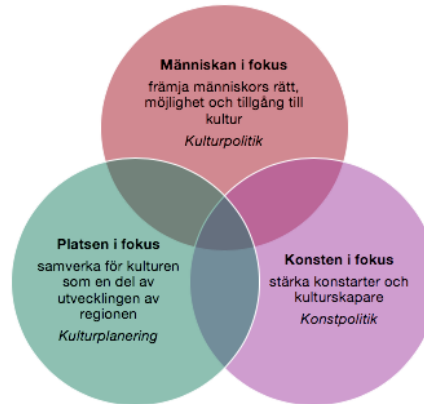 Människan i fokus
främja människors rätt,
möjlighet och tillgång till
kultur
Kulturpolitik
Platsen i fokus
samverka för kulturen
som en del av
utvecklingen av
regionen
Kulturplanering
Konsten i fokus
stärka konstarter och
kulturskapare
Konstpolitik